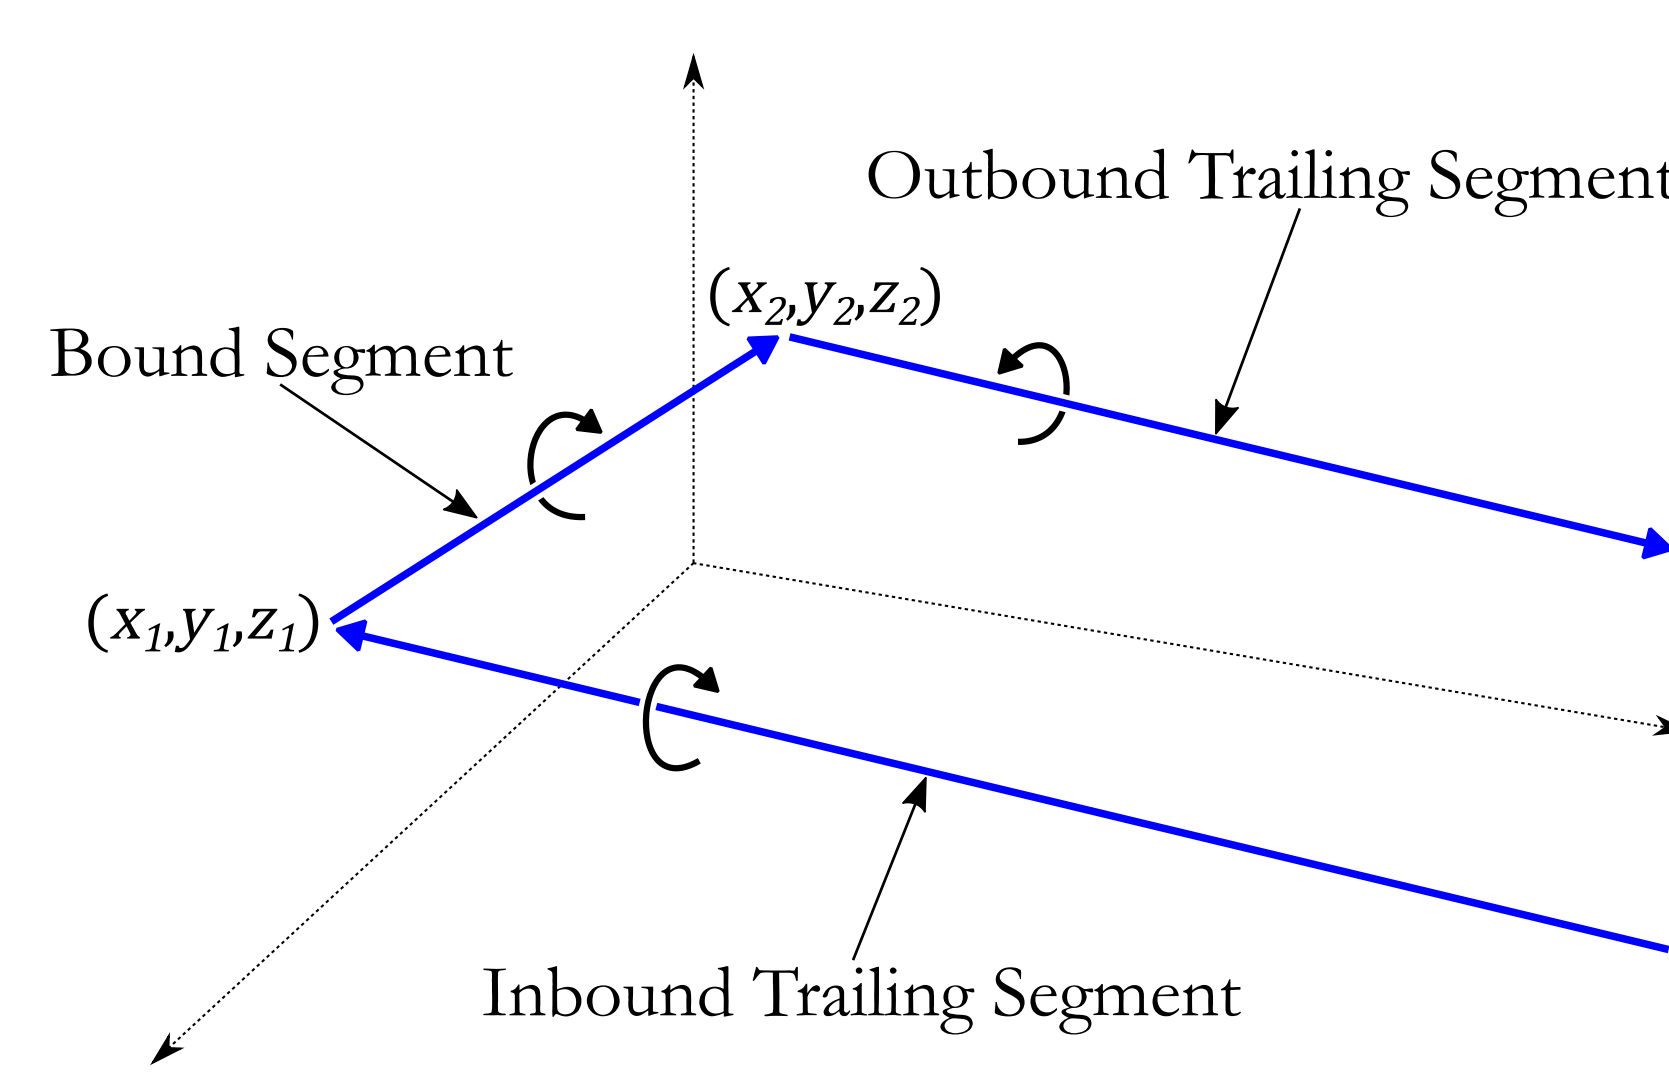 Outbound Trailing Segment
(x₂,y₂,z₂)
Bound Segment
(x₁,y₁,z₁)
Inbound Trailing Segment